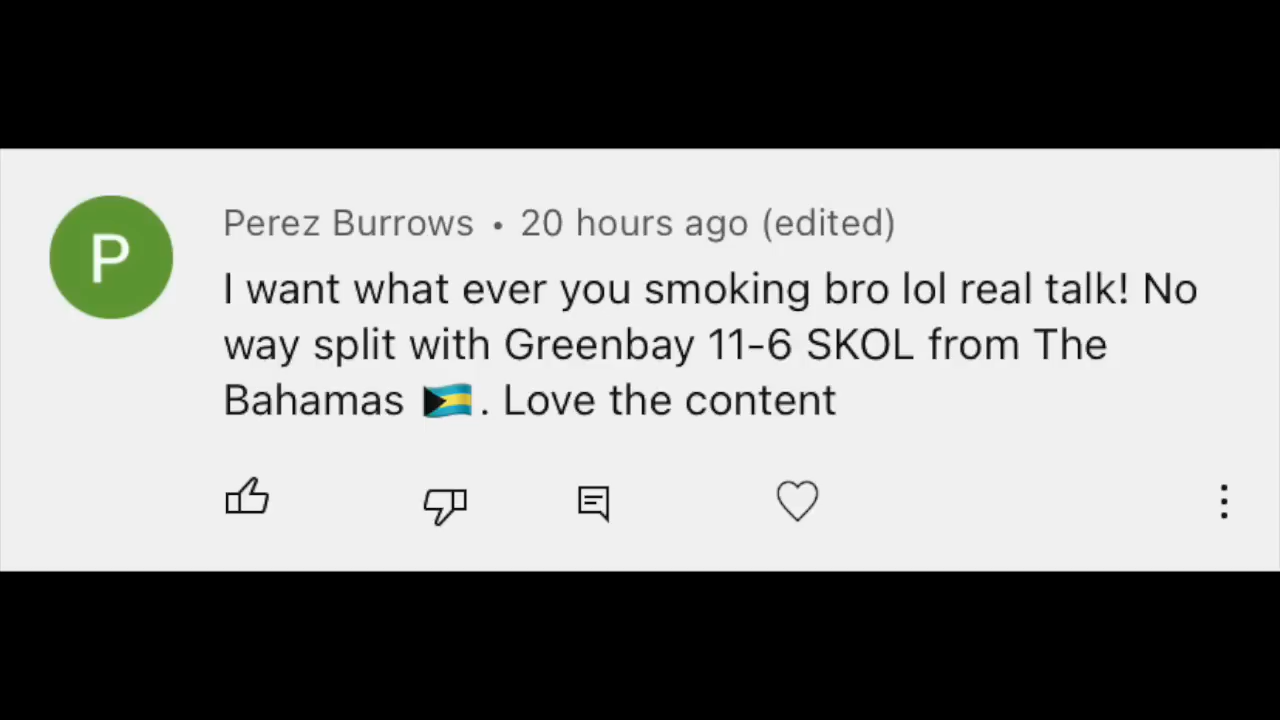 P
Perez Burrows • 20 hours ago (edited)
I want what ever you smoking bro lol real talk! No
way split with Greenbay 11-6 SKOL from The
Bahamas 🇧🇸. Love the content